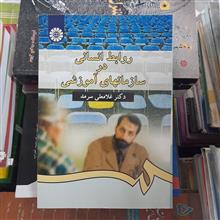 روابط انسانی
در
سازمانهای آموزشی
دکتر غلامعلی سرمد